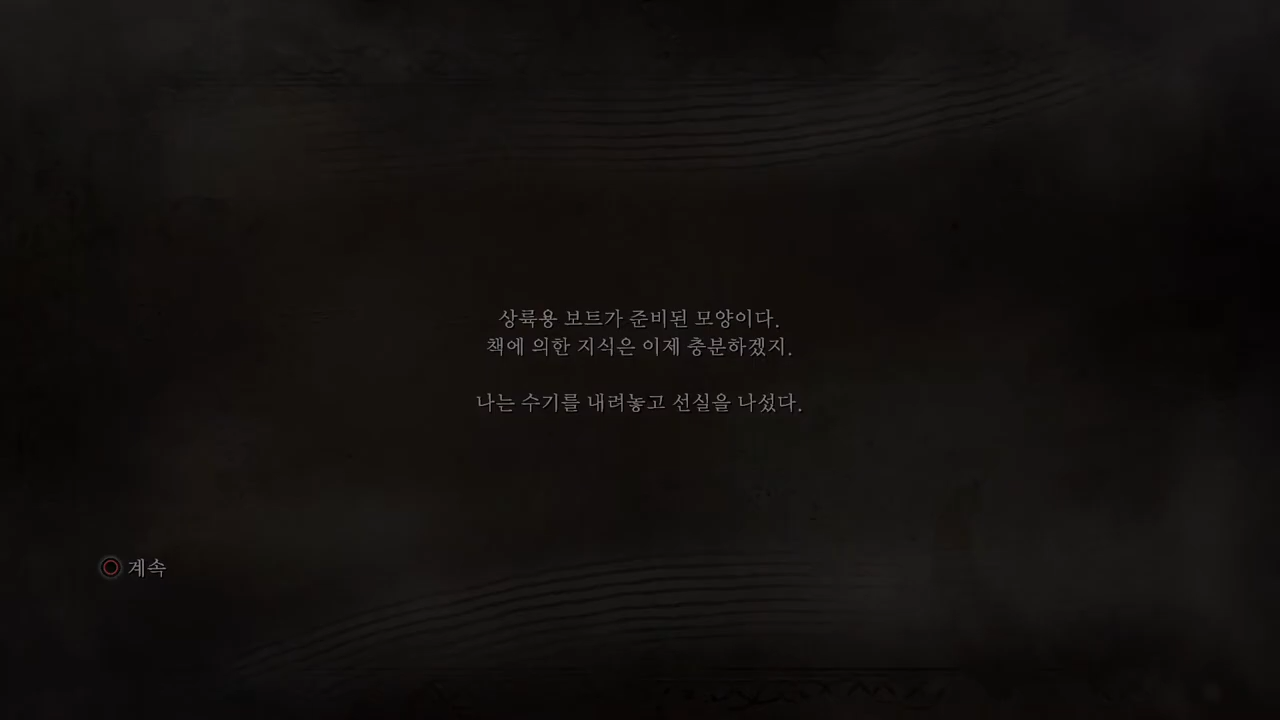 상륙용 보트가 준비된 모양이다.
책에 의한 지식은 이제 충분하겠지.
나는 수기를 내려놓고 선실을 나섰다.
계속